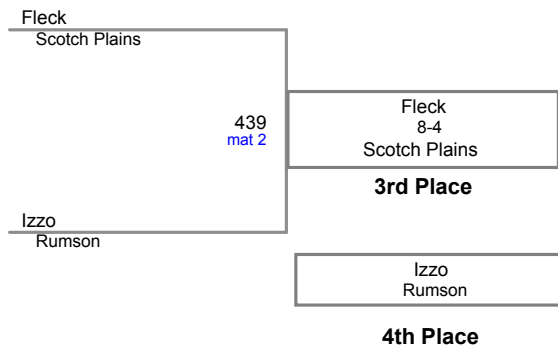 Fleck
Scotch Plains
439
mat 2
Fleck
8-4
Scotch Plains
3rd Place
Izzo
Rumson
Izzo
Rumson
4th Place